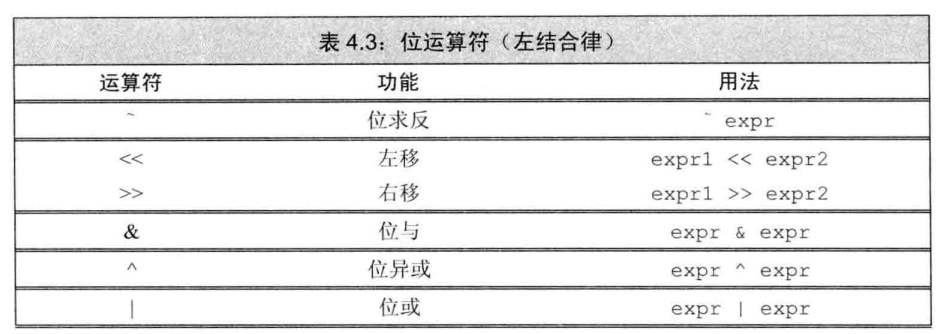 表 4.3：位运算符（左结合律）
运算符 功能 用法
~ 位求反 ~ expr
<< 左移 expr1 << expr2
>> 右移 expr1 >> expr2
& 位与 expr & expr
^ 位异或 expr ^ expr
| 位或 expr | expr